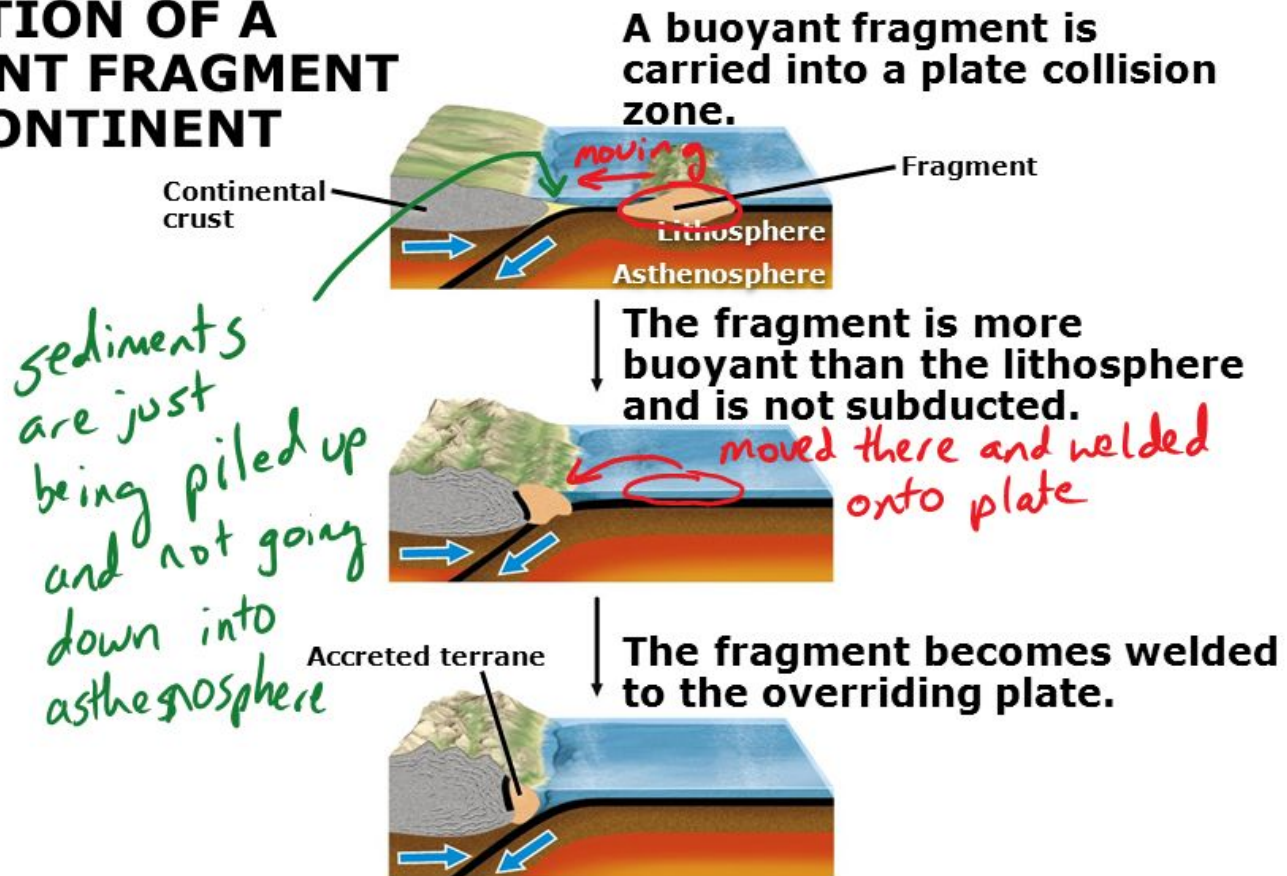 TION OF A
NT FRAGMENT
ONTINENT
A buoyant fragment is
carried into a plate collision
zone.
moving
Fragment
Continental
crust
Lithosphere
Asthenosphere
sediments
are just
being piled up
and not going
down into
asthenosphere
The fragment is more
buoyant than the lithosphere
and is not subducted.
moved there and welded
onto plate
Accreted terrane
The fragment becomes welded
to the overriding plate.